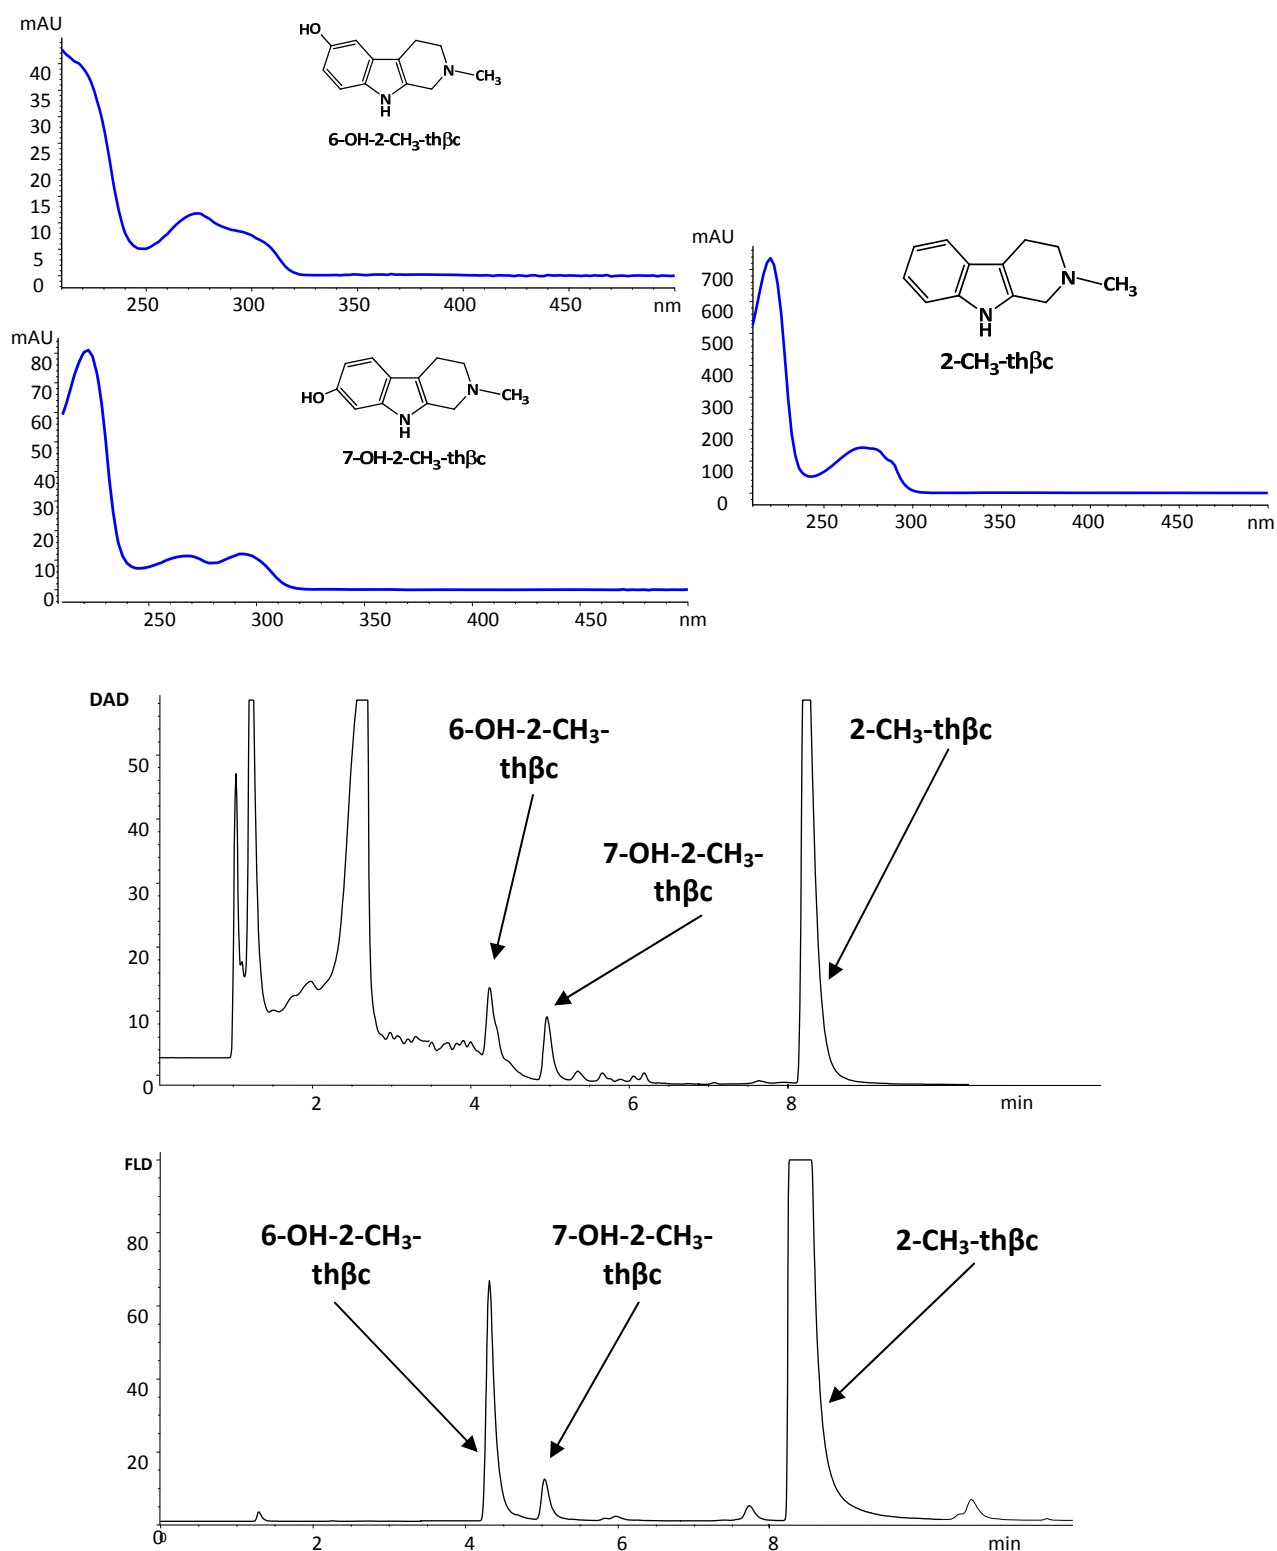 mAU
40
35
30
25
20
15
10
5
0
250 300 350 400 450 nm
HO
N
CH₃
N
H
6-OH-2-CH₃-thβc
mAU
80
70
60
50
40
30
20
10
0
250 300 350 400 450 nm
HO
N
CH₃
N
H
7-OH-2-CH₃-thβc
mAU
700
600
500
400
300
200
100
0
250 300 350 400 450 nm
N
CH₃
N
H
2-CH₃-thβc
DAD
50
40
30
20
10
0
2 4 6 8 min
6-OH-2-CH₃-
thβc
7-OH-2-CH₃-
thβc
2-CH₃-thβc
FLD
80
60
40
20
0
0 2 4 6 8 min
6-OH-2-CH₃-
thβc
7-OH-2-CH₃-
thβc
2-CH₃-thβc